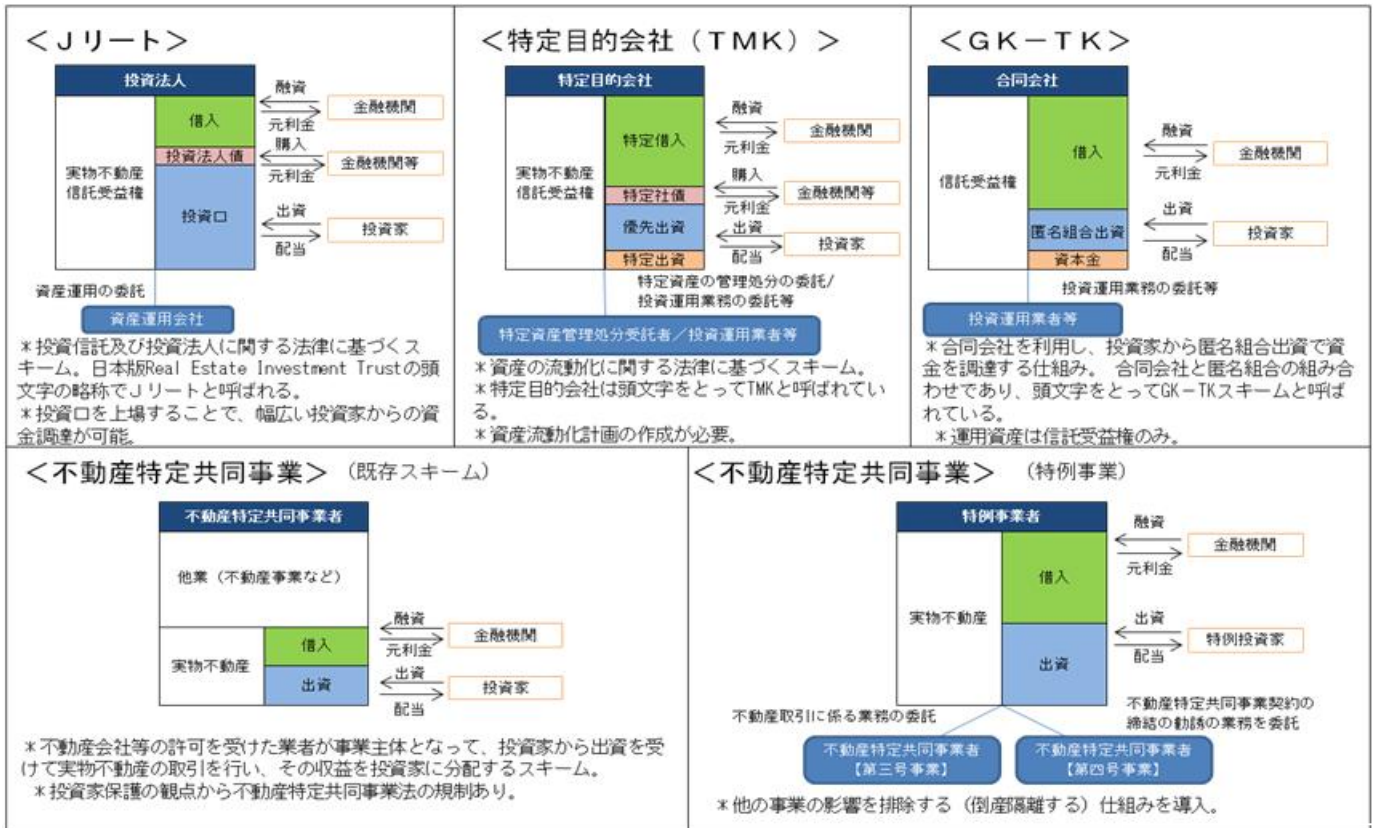 ＜Ｊリート＞
投資法人
実物不動産
信託受益権
借入
投資法人債
投資口
融資
元利金
金融機関
購入
元利金
金融機関等
出資
配当
投資家
資産運用の委託
資産運用会社
＊投資信託及び投資法人に関する法律に基づくス
キーム。日本版Real Estate Investment Trustの頭
文字の略称でＪリートと呼ばれる。
＊投資口を上場することで、幅広い投資家からの資
金調達が可能。
＜特定目的会社（ＴＭＫ）＞
特定目的会社
実物不動産
信託受益権
特定借入
特定社債
優先出資
特定出資
融資
元利金
金融機関
購入
元利金
金融機関等
出資
配当
投資家
特定資産の管理処分の委託/
投資運用業務の委託等
特定資産管理処分受託者／投資運用業者等
＊資産の流動化に関する法律に基づくスキーム。
＊特定目的会社は頭文字をとってTMKと呼ばれてい
る。
＊資産流動化計画の作成が必要。
＜ＧＫ－ＴＫ＞
合同会社
信託受益権
借入
匿名組合出資
資本金
融資
元利金
金融機関
出資
配当
投資家
投資運用業務の委託等
投資運用業者等
＊合同会社を利用し、投資家から匿名組合出資で資
金を調達する仕組み。 合同会社と匿名組合の組み合
わせであり、頭文字をとってGK－TKスキームと呼ば
れている。
＊運用資産は信託受益権のみ。
＜不動産特定共同事業＞（既存スキーム）
不動産特定共同事業者
他業（不動産事業など）
実物不動産
借入
出資
融資
元利金
金融機関
出資
配当
投資家
＊不動産会社等の許可を受けた業者が事業主体となって、投資家から出資を受
けて実物不動産の取引を行い、その収益を投資家に分配するスキーム。
＊投資家保護の観点から不動産特定共同事業法の規制あり。
＜不動産特定共同事業＞（特例事業）
特例事業者
実物不動産
借入
出資
融資
元利金
金融機関
出資
配当
特例投資家
不動産取引に係る業務の委託
不動産特定共同事業契約の
締結の勧誘の業務を委託
不動産特定共同事業者
【第三号事業】
不動産特定共同事業者
【第四号事業】
＊他の事業の影響を排除する（倒産隔離する）仕組みを導入。